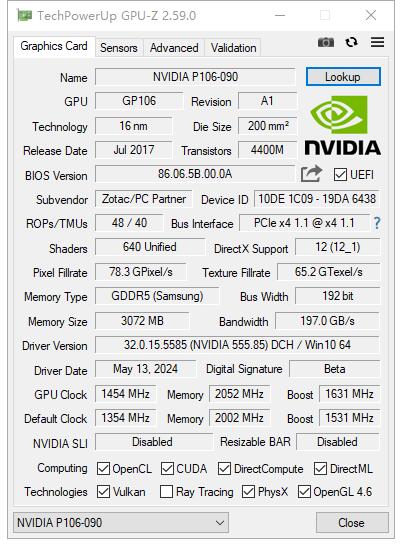 TechPowerUp GPU-Z 2.59.0
Graphics Card Sensors Advanced Validation
Name NVIDIA P106-090 Lookup
GPU GP106 Revision A1
Technology 16 nm Die Size 200 mm²
Release Date Jul 2017 Transistors 4400M
NVIDIA
BIOS Version 86.06.5B.00.0A UEFI
Subvendor Zotac/PC Partner Device ID 10DE 1C09 - 19DA 6438
ROPs/TMUs 48 / 40 Bus Interface PCIe x4 1.1 @ x4 1.1 ?
Shaders 640 Unified DirectX Support 12 (12_1)
Pixel Fillrate 78.3 GPixel/s Texture Fillrate 65.2 GTexel/s
Memory Type GDDR5 (Samsung) Bus Width 192 bit
Memory Size 3072 MB Bandwidth 197.0 GB/s
Driver Version 32.0.15.5585 (NVIDIA 555.85) DCH / Win10 64
Driver Date May 13, 2024 Digital Signature Beta
GPU Clock 1454 MHz Memory 2052 MHz Boost 1631 MHz
Default Clock 1354 MHz Memory 2002 MHz Boost 1531 MHz
NVIDIA SLI Disabled Resizable BAR Disabled
Computing OpenCL CUDA DirectCompute DirectML
Technologies Vulkan Ray Tracing PhysX OpenGL 4.6
NVIDIA P106-090 Close